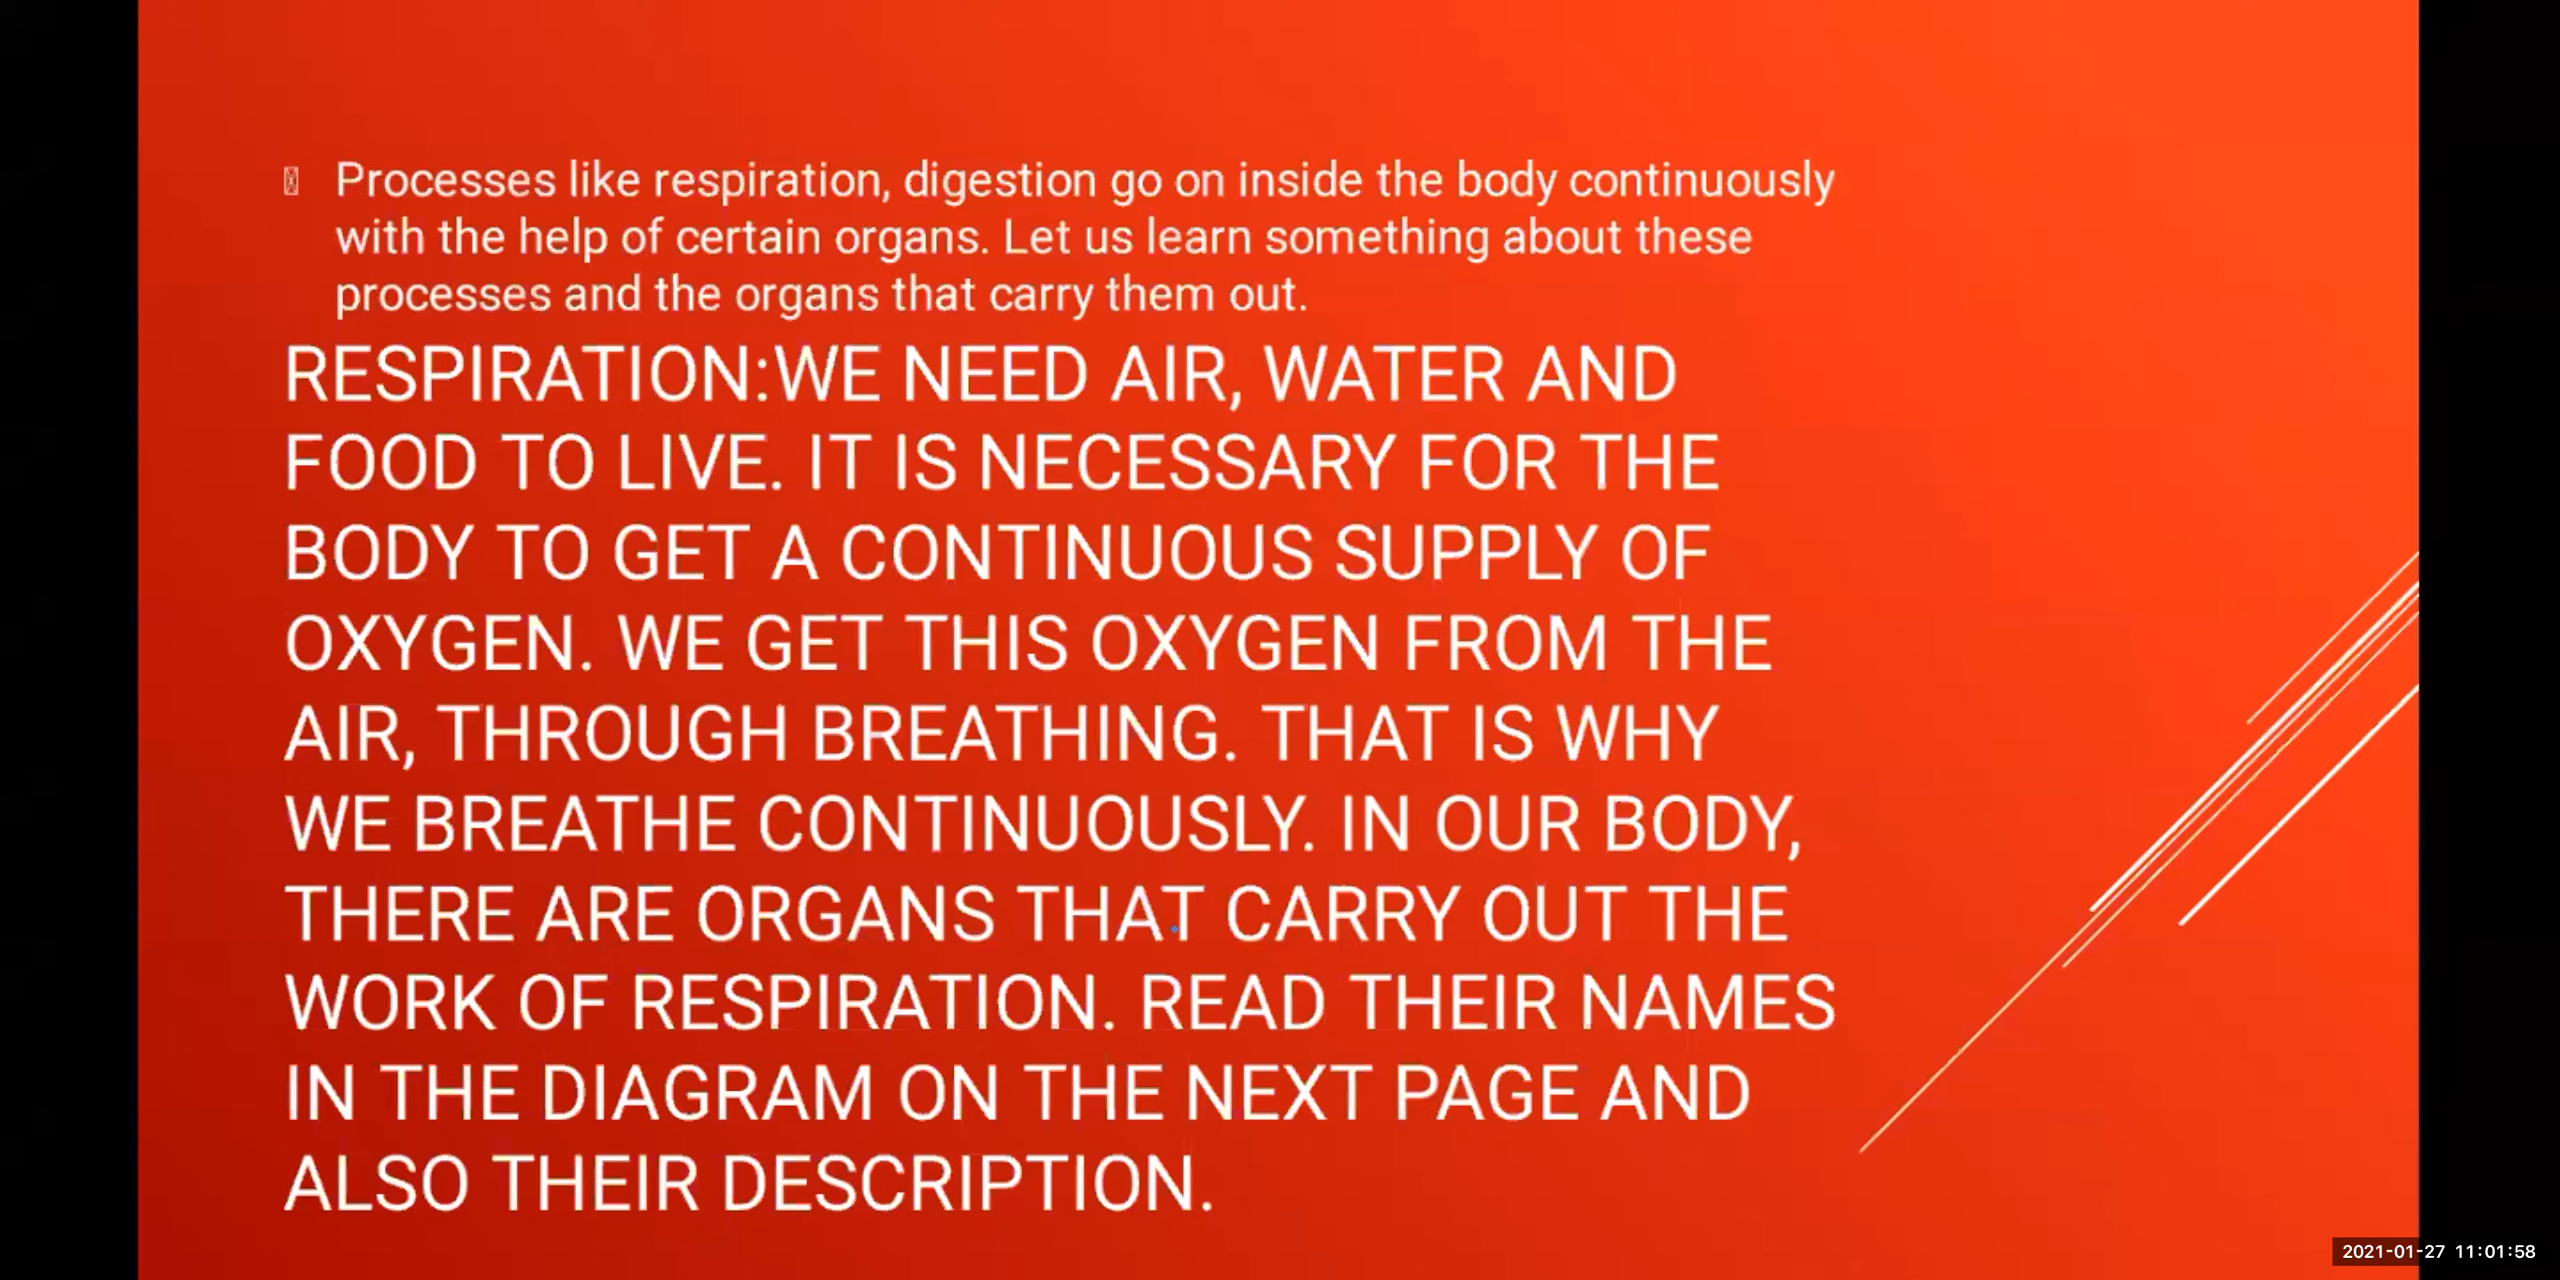 Processes like respiration, digestion go on inside the body continuously
with the help of certain organs. Let us learn something about these
processes and the organs that carry them out.
RESPIRATION:WE NEED AIR, WATER AND
FOOD TO LIVE. IT IS NECESSARY FOR THE
BODY TO GET A CONTINUOUS SUPPLY OF
OXYGEN. WE GET THIS OXYGEN FROM THE
AIR, THROUGH BREATHING. THAT IS WHY
WE BREATHE CONTINUOUSLY. IN OUR BODY,
THERE ARE ORGANS THAT CARRY OUT THE
WORK OF RESPIRATION. READ THEIR NAMES
IN THE DIAGRAM ON THE NEXT PAGE AND
ALSO THEIR DESCRIPTION.
2021-01-27 11:01:58